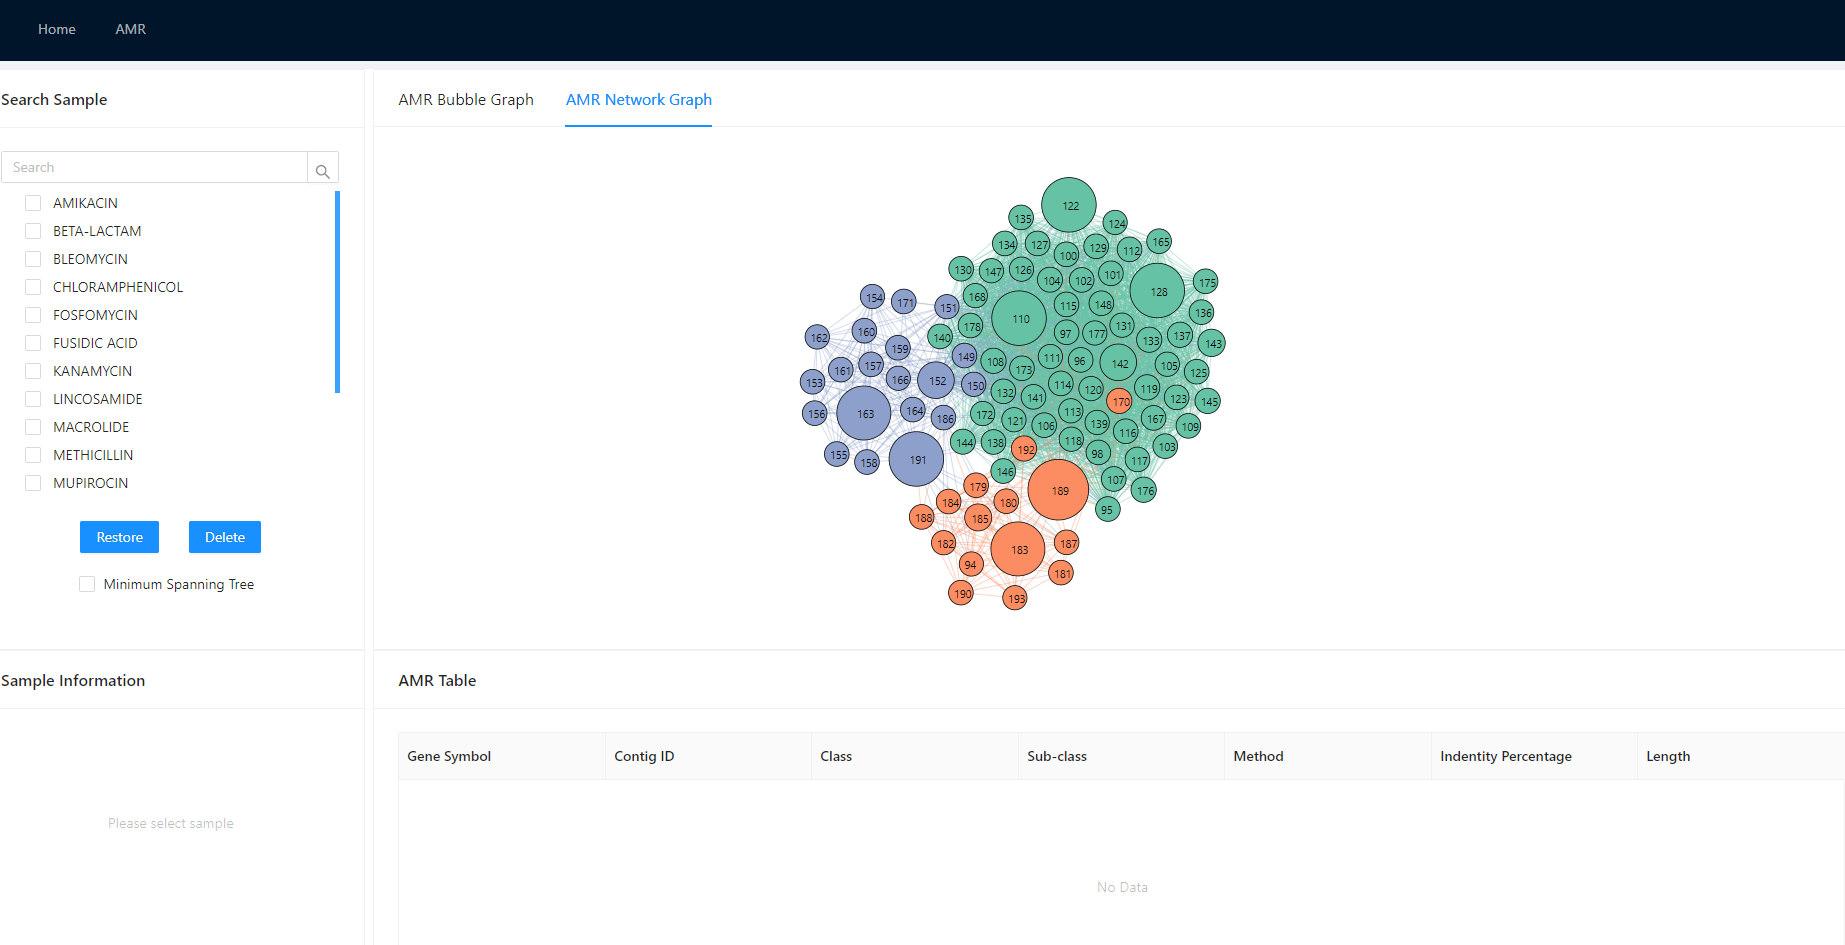 Home AMR
Search Sample
Search
AMIKACIN
BETA-LACTAM
BLEOMYCIN
CHLORAMPHENICOL
FOSFOMYCIN
FUSIDIC ACID
KANAMYCIN
LINCOSAMIDE
MACROLIDE
METHICILLIN
MUPIROCIN
Restore Delete
Minimum Spanning Tree
AMR Bubble Graph AMR Network Graph
122
135
124
134 127 129 112 165
100
130 147 126 104 102 101
175
128
154 171 151 168
115 148
110
136
178
131
162 160 140
97 177
133 137 143
159
149 108 111 96 142 105
161 157 173
125
153 166 152 150 132 141 114 120 119 123
170 145
156 163 164 186 172 121 106 113 139 116 167 109
144 138 118 103
192 98
155 158 191
117
146
107
179 189 176
184 180
95
188 185
182 183 187
94 181
190 193
Sample Information
Please select sample
AMR Table
Gene Symbol Contig ID Class Sub-class Method Indentity Percentage Length
No Data